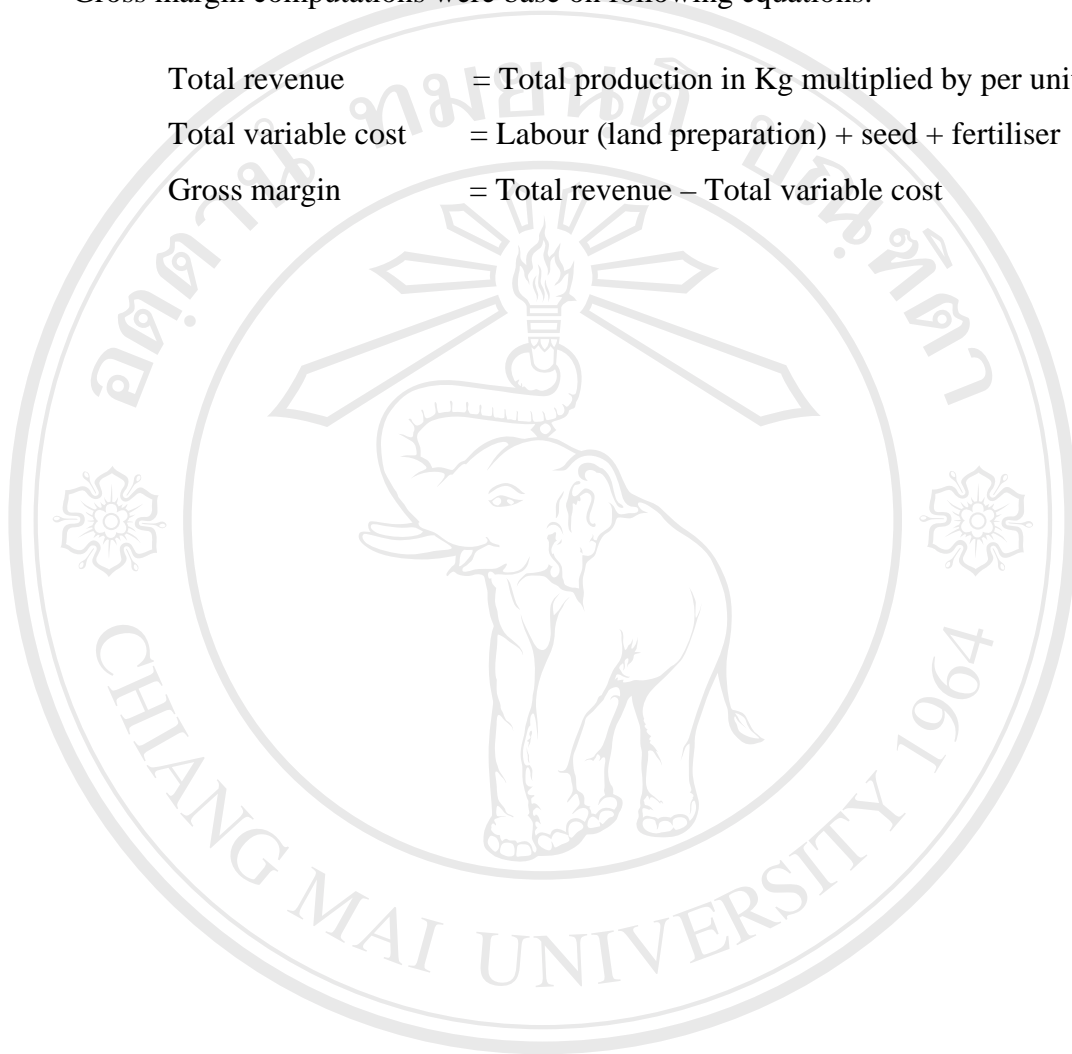 Gross margin computations were base on following equations:
Total revenue = Total production in Kg multiplied by per
Total variable cost = Labour (land preparation) + seed + fertiliser
Gross margin = Total revenue – Total variable cost
CHIANG MAI UNIVERSITY 1964